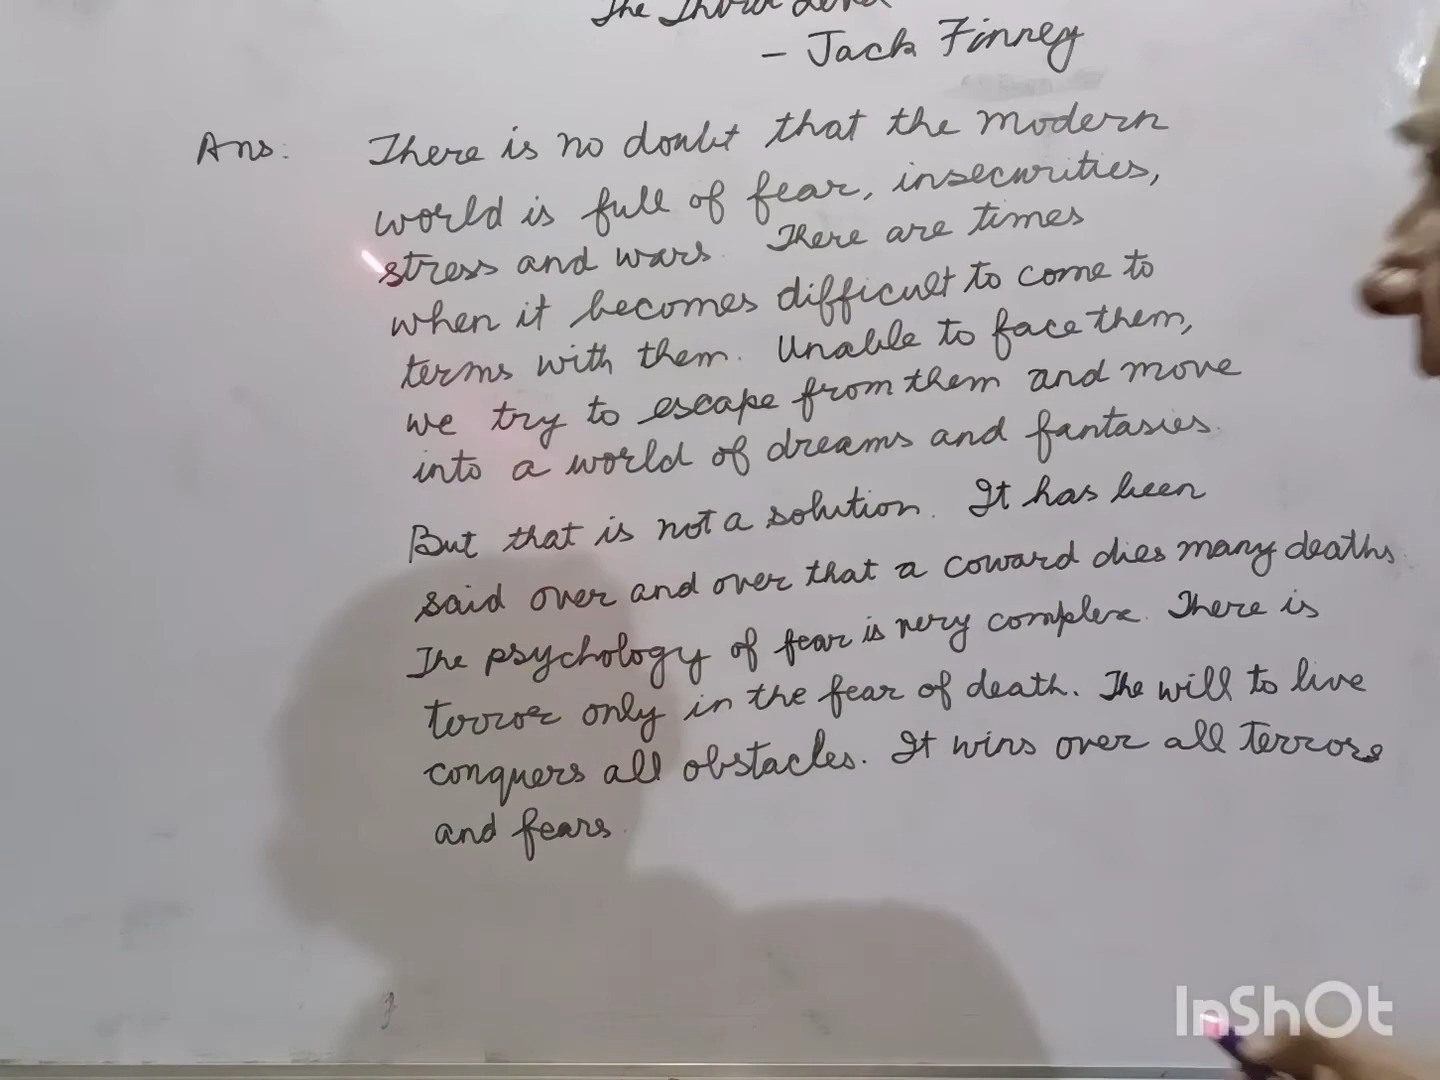 The Third Level
- Jack Finney
Ans: There is no doubt that the modern
world is full of fear, insecurities,
stress and wars. There are times
when it becomes difficult to come to
terms with them. Unable to face them,
we try to escape from them and move
into a world of dreams and fantasies.
But that is not a solution. It has been
said over and over that a coward dies many deaths.
The psychology of fear is very complex. There is
terror only in the fear of death. The will to live
conquers all obstacles. It wins over all terrors
and fears.
InShOt